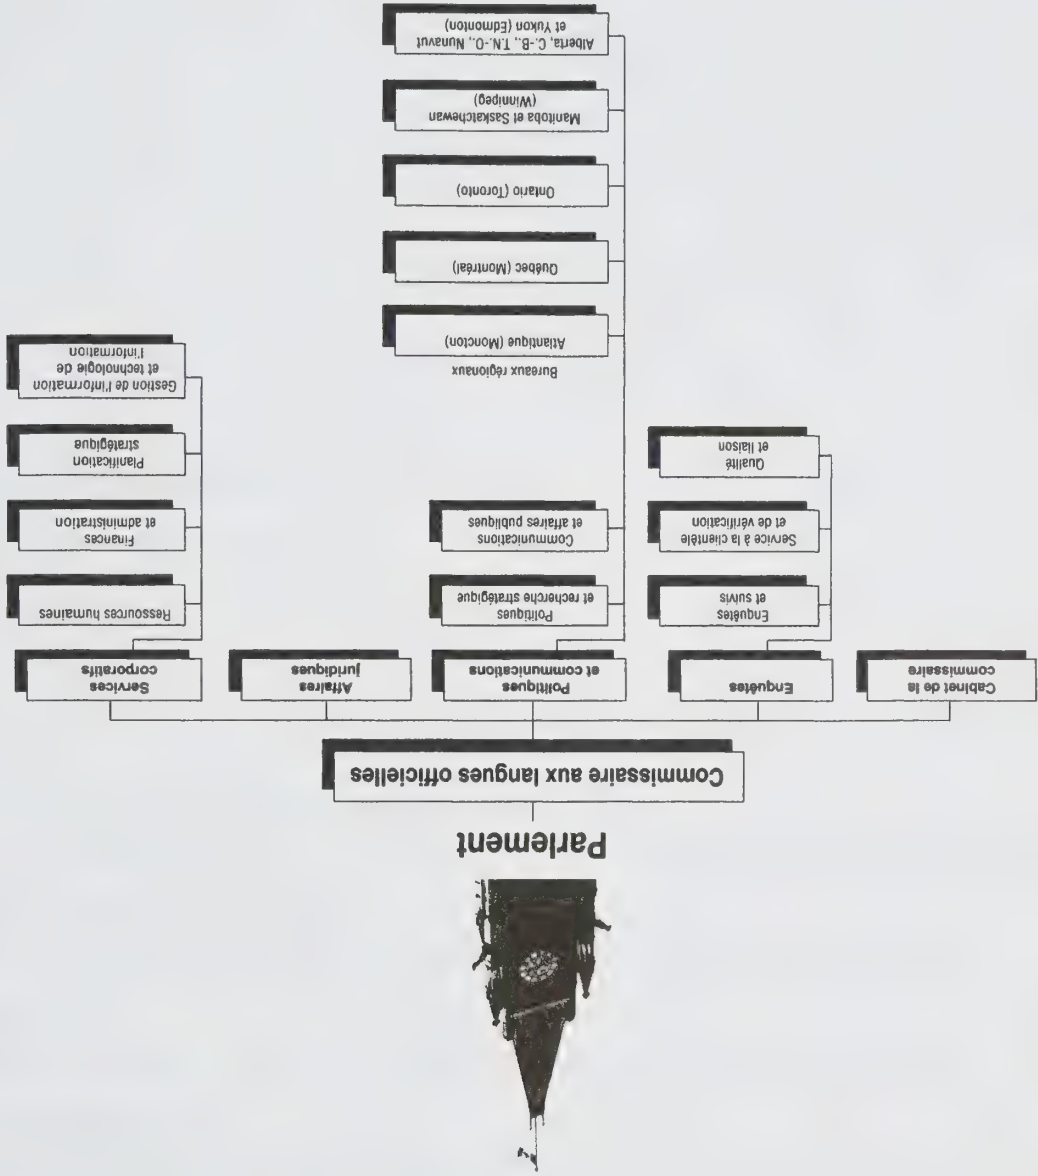 Parlement
Commissaire aux langues officielles
Cabinet de la
commissaire
Enquêtes
Politiques
et communications
Affaires
juridiques
Services
corporatifs
Enquêtes
et suivis
Service à la clientèle
et de vérification
Qualité
et liaison
Politiques
et recherche stratégique
Communications
et affaires publiques
Bureaux régionaux
Atlantique (Moncton)
Québec (Montréal)
Ontario (Toronto)
Manitoba et Saskatchewan
(Winnipeg)
Alberta, C.-B., T.N.-O., Nunavut
et Yukon (Edmonton)
Ressources humaines
Finances
et administration
Planification
stratégique
Gestion de l'information
et technologie de
l'information